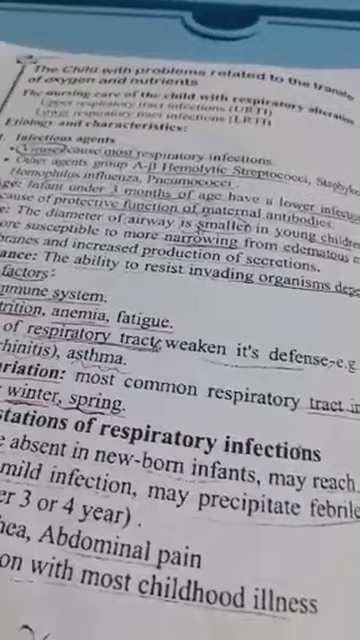 The Child with problems related to the transfe
of oxygen and nutrients
The nursing care of the child with respiratory alteration
Upper respiratory tract infections (URTI)
Lower respiratory tract infections (LRTI)
Etiology and characteristics:
1. Infectious agents
• Viruses cause most respiratory infections.
• Other agents group A-β Hemolytic Streptococci, Staphyloc
Homophilus influenza, Pneumococci.
ge: Infant under 3 months of age have a lower infection
cause of protective function of maternal antibodies.
e: The diameter of airway is smaller in young children
ore susceptible to more narrowing from edematous m
branes and increased production of secretions.
ance: The ability to resist invading organisms depe
factors:
mmune system.
trition, anemia, fatigue.
of respiratory tract weaken it's defense, e.g
hinitis), asthma.
riation: most common respiratory tract in
winter, spring.
stations of respiratory infections
e absent in new-born infants, may reach
mild infection, may precipitate febrile
er 3 or 4 year) .
hea, Abdominal pain
on with most childhood illness